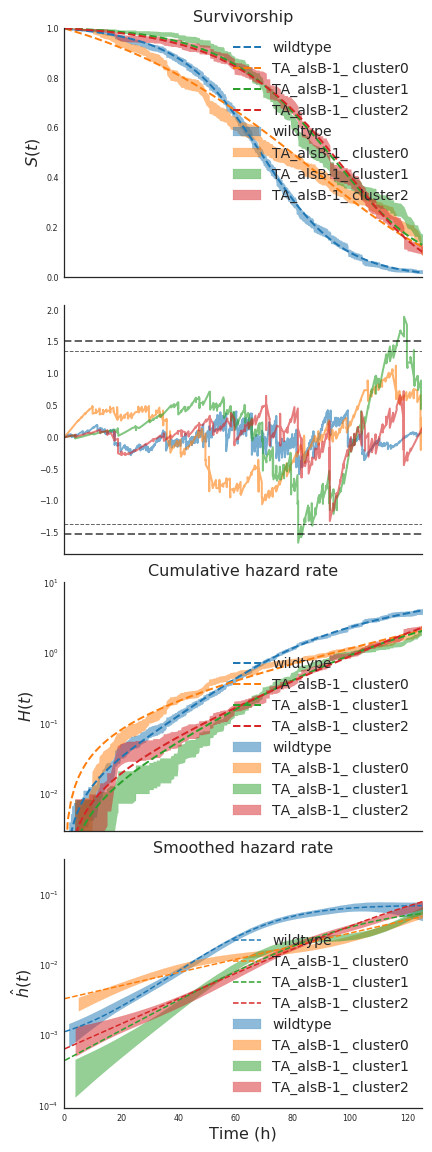 Survivorship
1.0
0.8
0.6
0.4
0.2
0.0
S(t)
wildtype
TA_alsB-1_ cluster0
TA_alsB-1_ cluster1
TA_alsB-1_ cluster2
wildtype
TA_alsB-1_ cluster0
TA_alsB-1_ cluster1
TA_alsB-1_ cluster2
2.0
1.5
1.0
0.5
0.0
−0.5
−1.0
−1.5
Cumulative hazard rate
10¹
10⁰
10⁻¹
10⁻²
H(t)
wildtype
TA_alsB-1_ cluster0
TA_alsB-1_ cluster1
TA_alsB-1_ cluster2
wildtype
TA_alsB-1_ cluster0
TA_alsB-1_ cluster1
TA_alsB-1_ cluster2
Smoothed hazard rate
10⁻¹
10⁻²
10⁻³
10⁻⁴
ĥ(t)
wildtype
TA_alsB-1_ cluster0
TA_alsB-1_ cluster1
TA_alsB-1_ cluster2
wildtype
TA_alsB-1_ cluster0
TA_alsB-1_ cluster1
TA_alsB-1_ cluster2
0 20 40 60 80 100 120
Time (h)